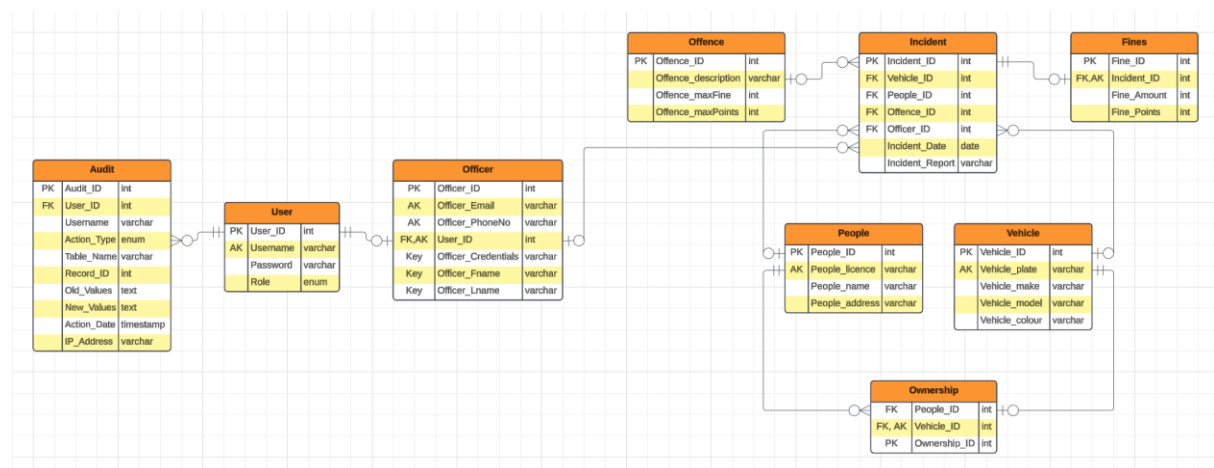 Offence
PK Offence_ID int
Offence_description varchar
Offence_maxFine int
Offence_maxPoints int
Incident
PK Incident_ID int
FK Vehicle_ID int
FK People_ID int
FK Offence_ID int
FK Officer_ID int
Incident_Date date
Incident_Report varchar
Fines
PK Fine_ID int
FK,AK Incident_ID int
Fine_Amount int
Fine_Points int
Audit
PK Audit_ID int
FK User_ID int
Username varchar
Action_Type enum
Table_Name varchar
Record_ID int
Old_Values text
New_Values text
Action_Date timestamp
IP_Address varchar
User
PK User_ID int
AK Username varchar
Password varchar
Role enum
Officer
PK Officer_ID int
AK Officer_Email varchar
AK Officer_PhoneNo varchar
FK,AK User_ID int
Key Officer_Credentials varchar
Key Officer_Fname varchar
Key Officer_Lname varchar
People
PK People_ID int
AK People_licence varchar
People_name varchar
People_address varchar
Vehicle
PK Vehicle_ID int
AK Vehicle_plate varchar
Vehicle_make varchar
Vehicle_model varchar
Vehicle_colour varchar
Ownership
FK People_ID int
FK, AK Vehicle_ID int
PK Ownership_ID int